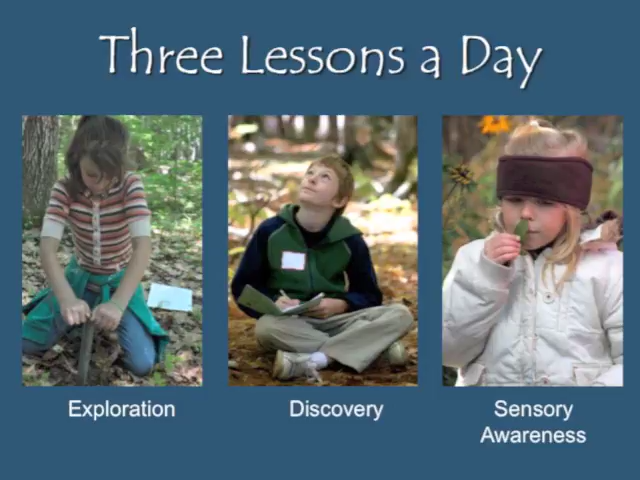 Three Lessons a Day
Exploration
Discovery
Sensory
Awareness